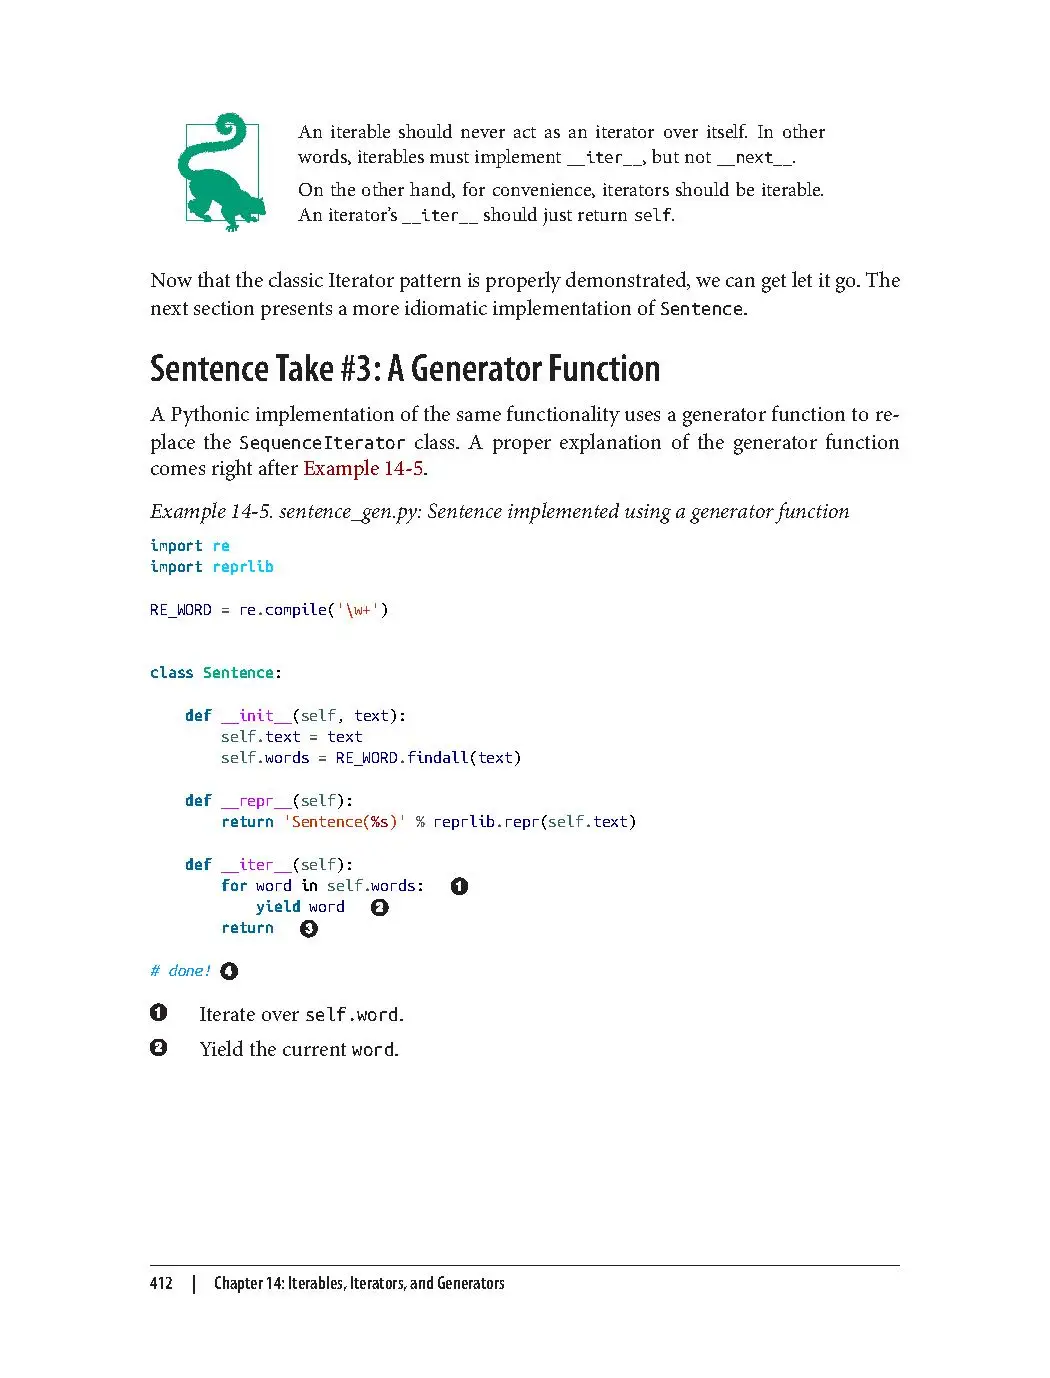 An iterable should never act as an iterator over itself. In other
words, iterables must implement __iter__, but not __next__.
On the other hand, for convenience, iterators should be iterable.
An iterator’s __iter__ should just return self.
Now that the classic Iterator pattern is properly demonstrated, we can get let it go. The
next section presents a more idiomatic implementation of Sentence.
Sentence Take #3: A Generator Function
A Pythonic implementation of the same functionality uses a generator function to re-
place the SequenceIterator class. A proper explanation of the generator function
comes right after Example 14-5.
Example 14-5. sentence_gen.py: Sentence implemented using a generator function
import re
import reprlib
RE_WORD = re.compile('\w+')
class Sentence:
    def __init__(self, text):
        self.text = text
        self.words = RE_WORD.findall(text)
    def __repr__(self):
        return 'Sentence(%s)' % reprlib.repr(self.text)
    def __iter__(self):
        for word in self.words: ❶
            yield word ❷
        return ❸
# done! ❹
❶ Iterate over self.word.
❷ Yield the current word.
412 | Chapter 14: Iterables, Iterators, and Generators